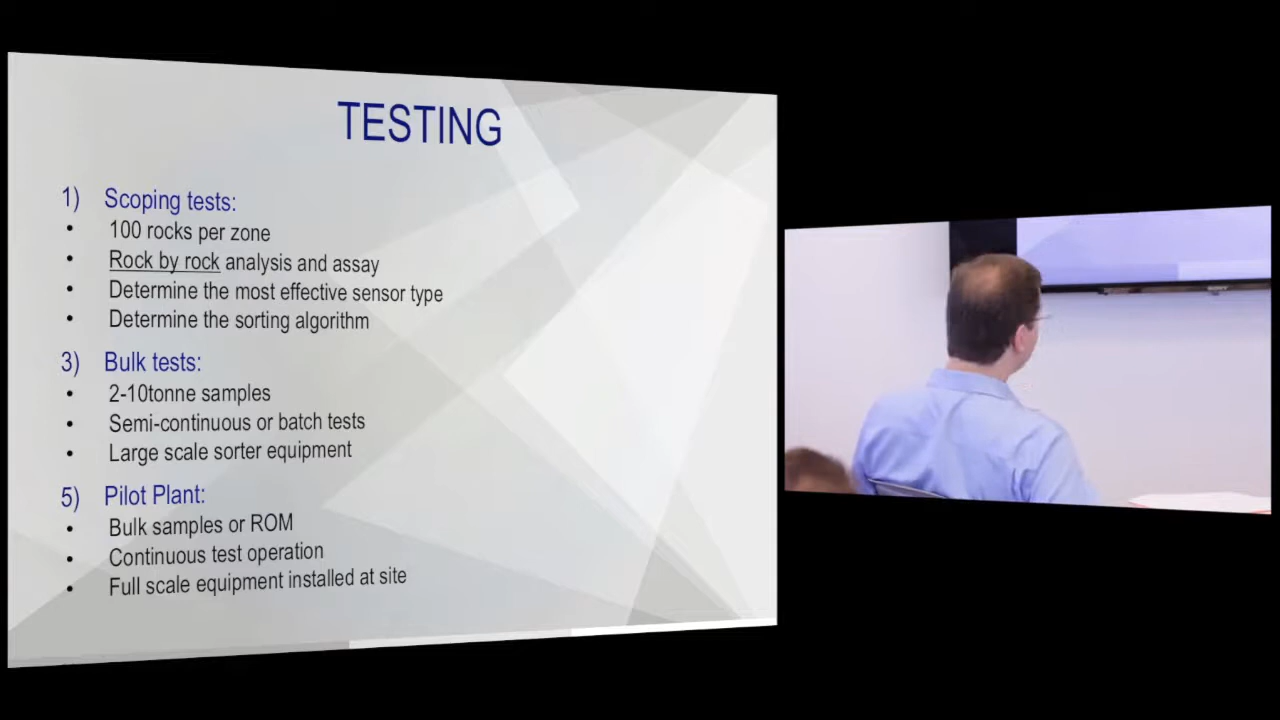 TESTING
1) Scoping tests:
• 100 rocks per zone
• Rock by rock analysis and assay
• Determine the most effective sensor type
• Determine the sorting algorithm
3) Bulk tests:
• 2-10tonne samples
• Semi-continuous or batch tests
• Large scale sorter equipment
5) Pilot Plant:
• Bulk samples or ROM
• Continuous test operation
• Full scale equipment installed at site